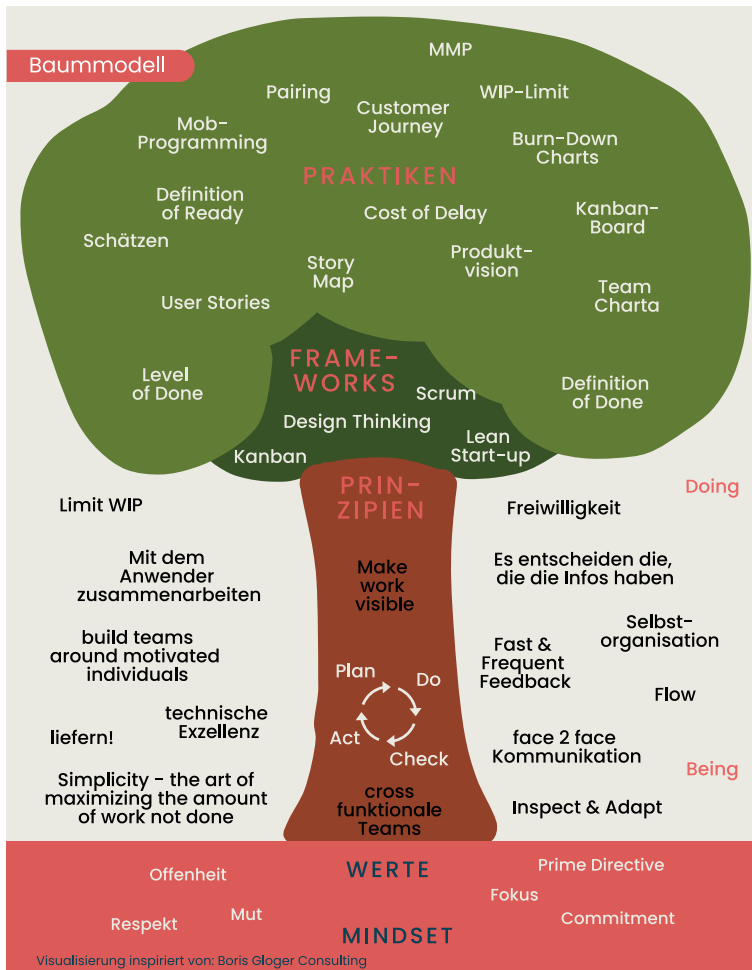 Baummodell
MMP
Pairing
WIP-Limit
Customer
Journey
Mob-
Programming
Burn-Down
Charts
PRAKTIKEN
Definition
of Ready
Cost of Delay
Kanban-
Board
Schätzen
Produkt-
vision
Story
Map
Team
Charta
User Stories
Level
of Done
FRAME-
WORKS
Scrum
Definition
of Done
Design Thinking
Kanban
Lean
Start-up
PRIN-
ZIPIEN
Doing
Limit WIP
Freiwilligkeit
Mit dem
Anwender
zusammenarbeiten
Make
work
visible
Es entscheiden die,
die die Infos haben
build teams
around motivated
individuals
Selbst-
organisation
Fast &
Frequent
Feedback
Plan
Do
Flow
technische
Exzellenz
liefern!
Act
Check
face 2 face
Kommunikation
Being
Simplicity - the art of
maximizing the amount
of work not done
cross
funktionale
Teams
Inspect & Adapt
WERTE
Offenheit
Prime Directive
Fokus
Respekt
Mut
Commitment
MINDSET
Visualisierung inspiriert von: Boris Gloger Consulting